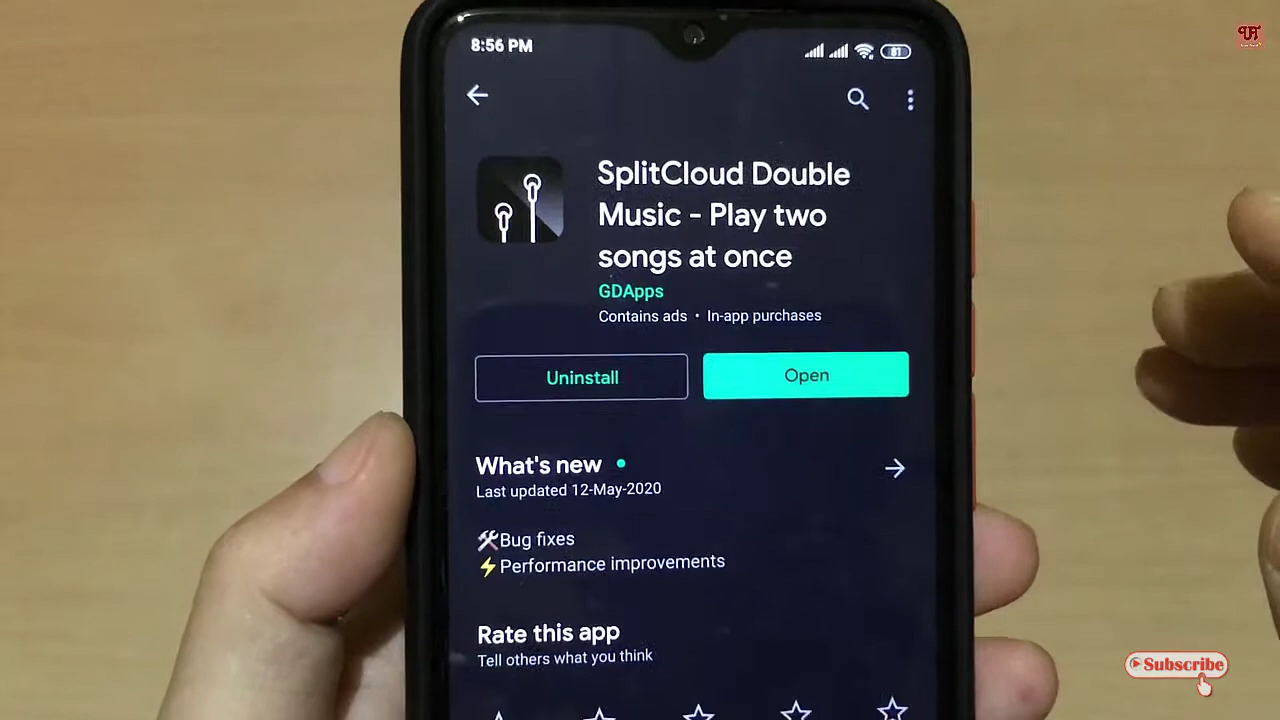 8:56 PM
81
SplitCloud Double
Music - Play two
songs at once
GDApps
Contains ads • In-app purchases
Uninstall
Open
What's new
Last updated 12-May-2020
🛠Bug fixes
⚡Performance improvements
Rate this app
Tell others what you think
Subscribe